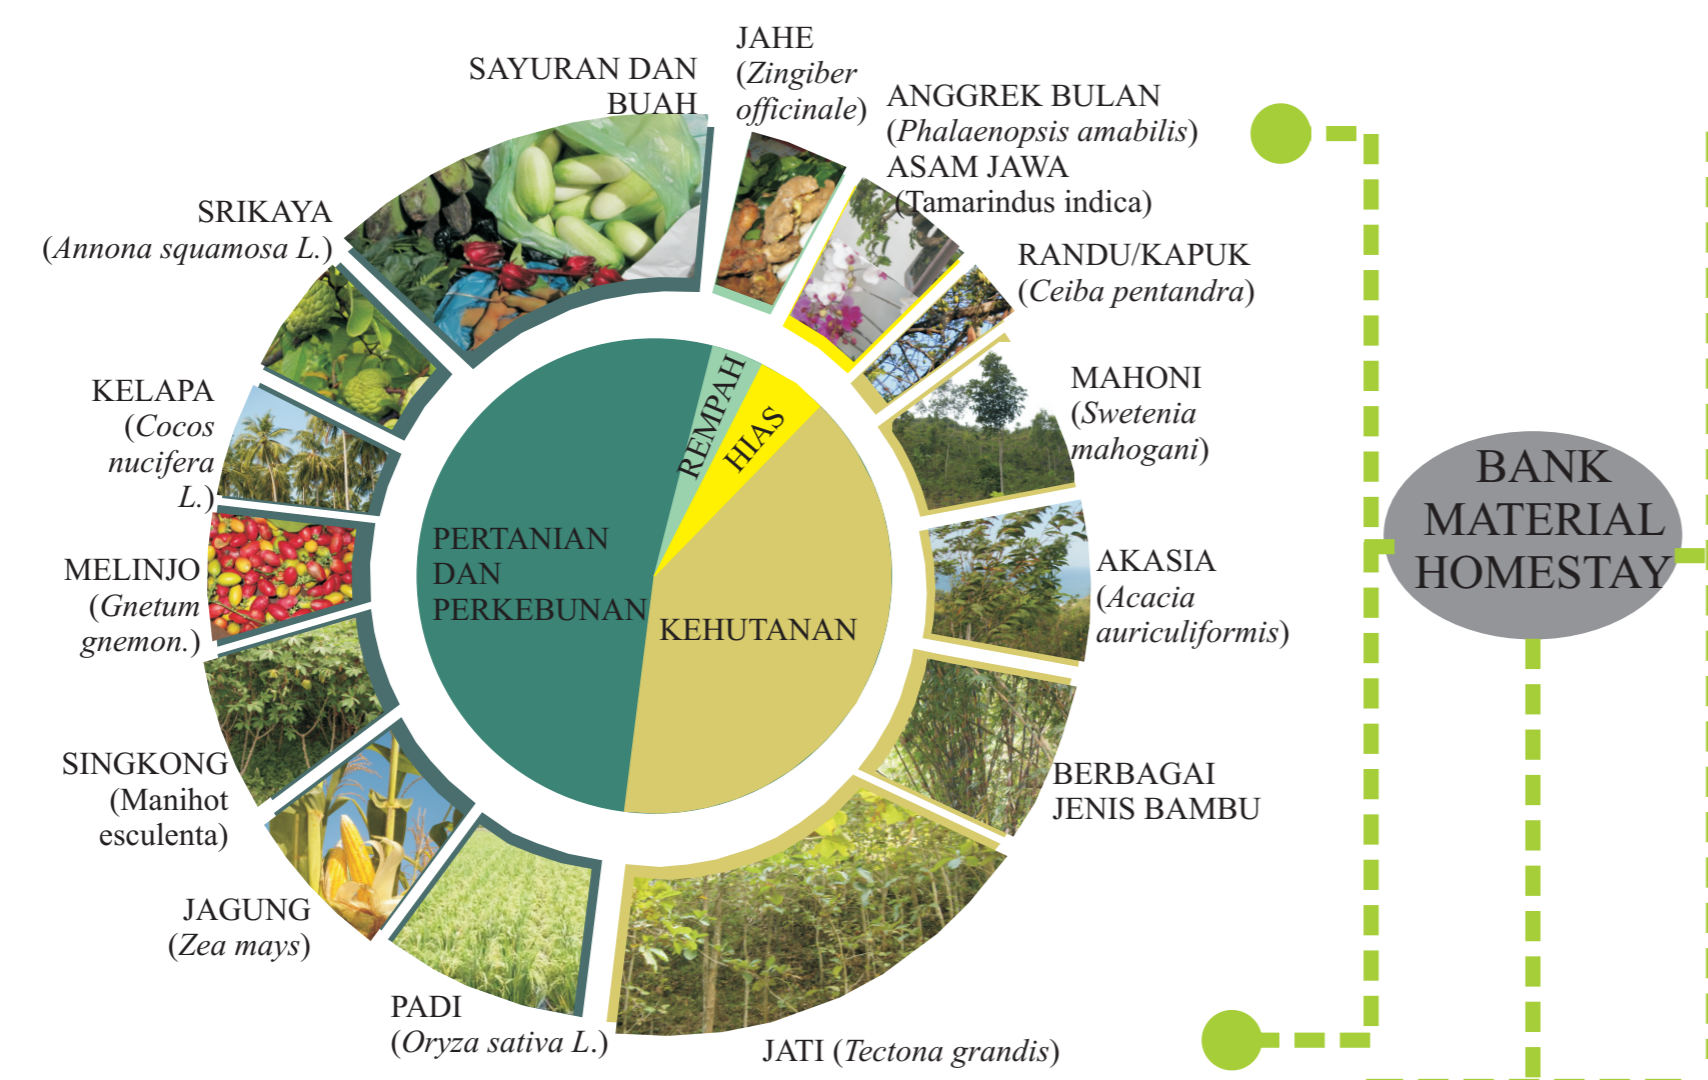 SAYURAN DAN
BUAH
JAHE
(Zingiber
officinale)
ANGGREK BULAN
(Phalaenopsis amabilis)
ASAM JAWA
(Tamarindus indica)
RANDU/KAPUK
(Ceiba pentandra)
MAHONI
(Swetenia
mahogani)
AKASIA
(Acacia
auriculiformis)
BERBAGAI
JENIS BAMBU
JATI (Tectona grandis)
PADI
(Oryza sativa L.)
JAGUNG
(Zea mays)
SINGKONG
(Manihot
esculenta)
MELINJO
(Gnetum
gnemon.)
KELAPA
(Cocos
nucifera
L.)
SRIKAYA
(Annona squamosa L.)
REMPAH
HIAS
PERTANIAN
DAN
PERKEBUNAN
KEHUTANAN
BANK
MATERIAL
HOMESTAY